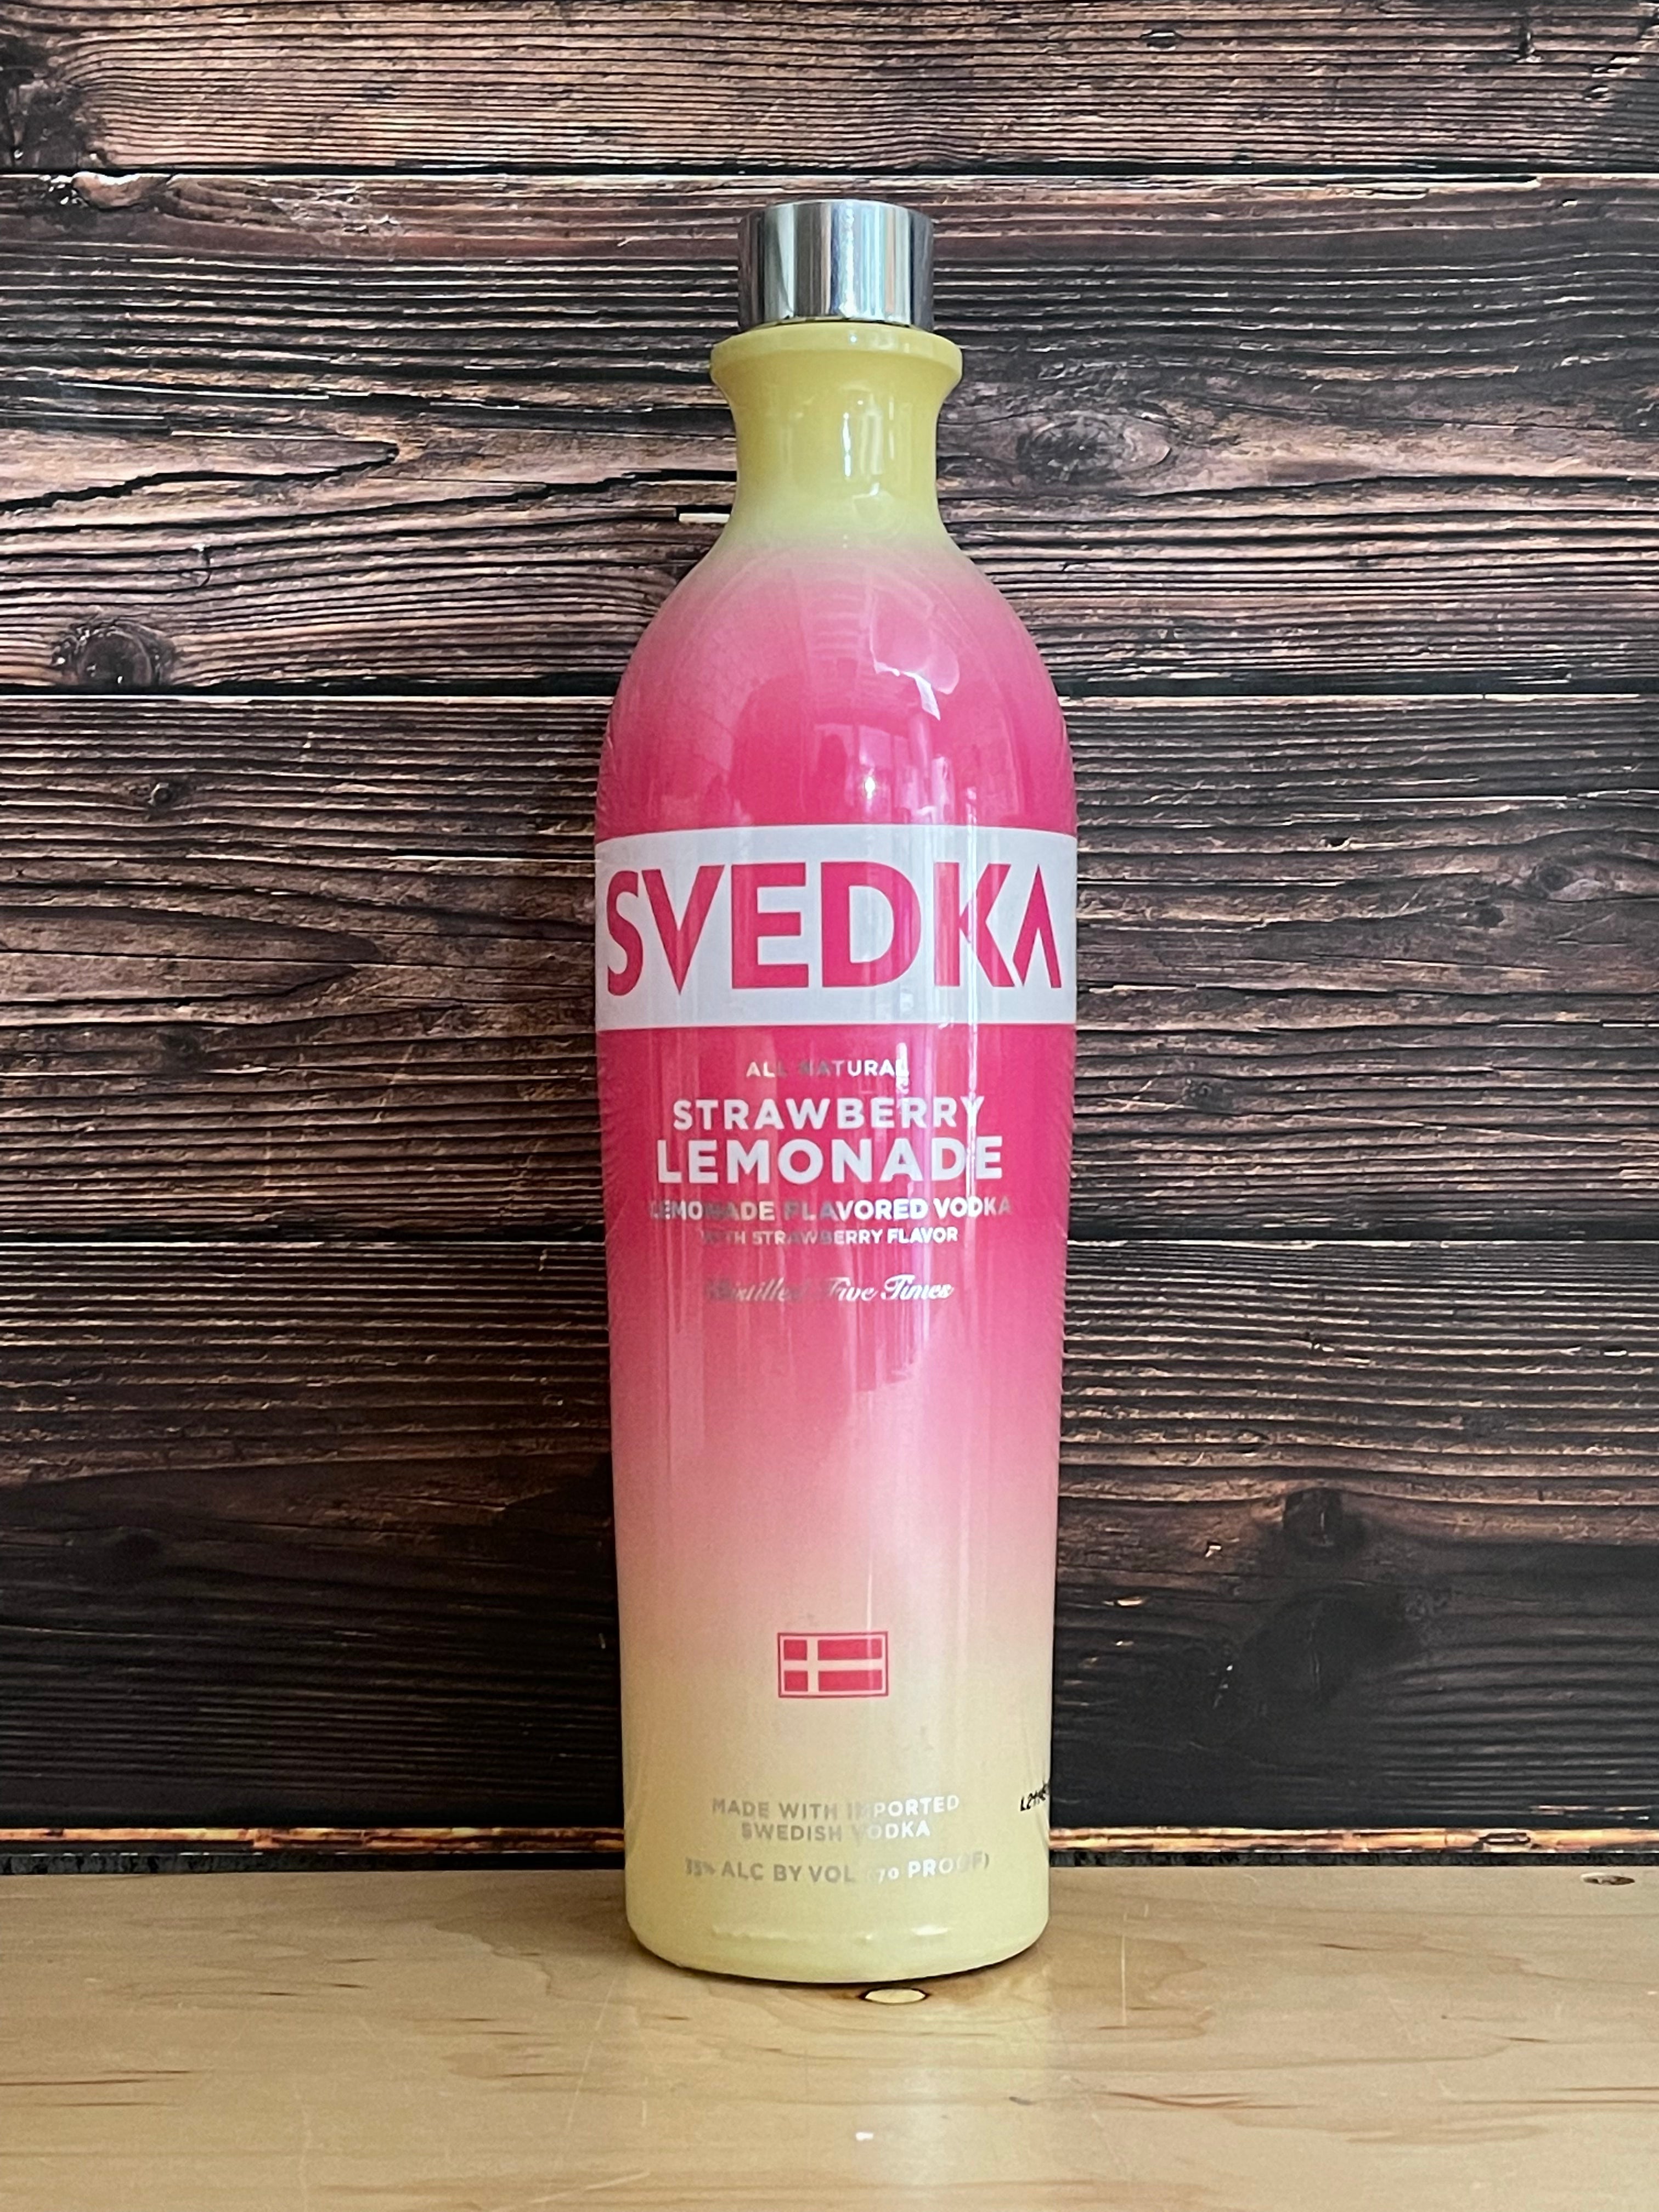 SVEDKA
ALL NATURAL
STRAWBERRY
LEMONADE
LEMONADE FLAVORED VODKA
WITH STRAWBERRY FLAVOR
Distilled Five Times
MADE WITH IMPORTED
SWEDISH VODKA
35% ALC BY VOL (70 PROOF)